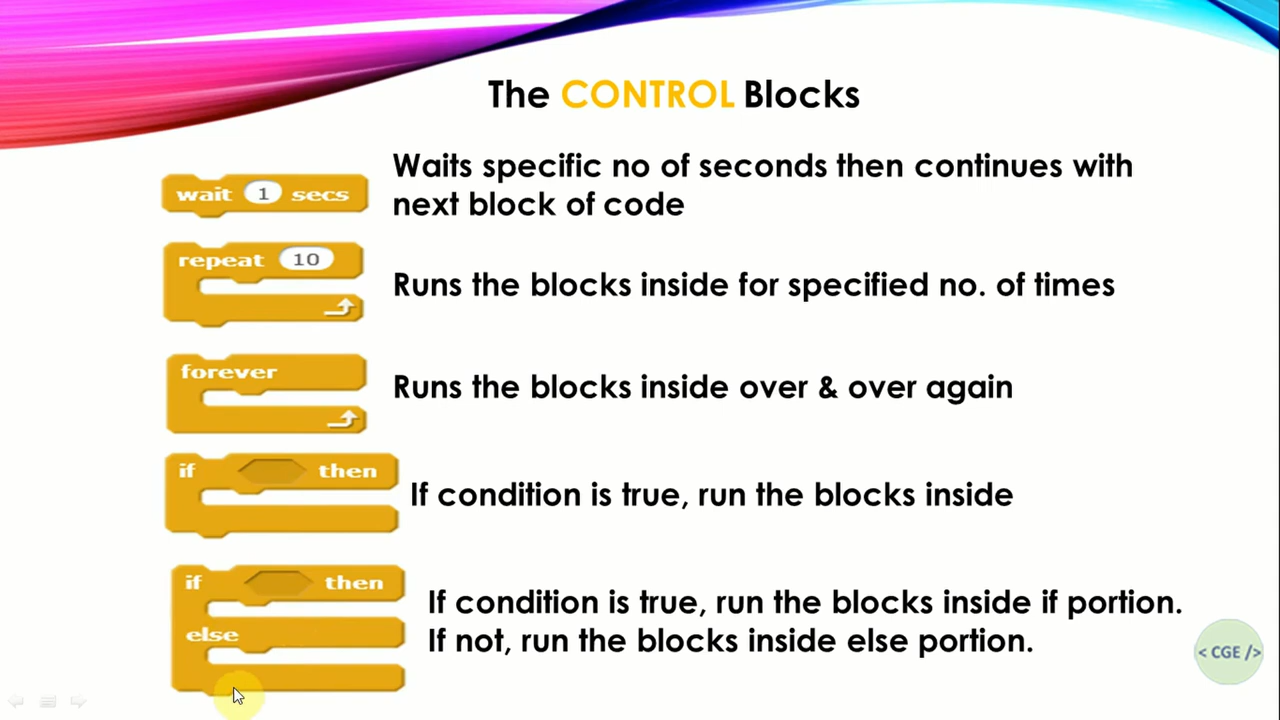 The CONTROL Blocks
wait 1 secs
Waits specific no of seconds then continues with
next block of code
repeat 10
Runs the blocks inside for specified no. of times
forever
Runs the blocks inside over & over again
if then
If condition is true, run the blocks inside
if then
else
If condition is true, run the blocks inside if portion.
If not, run the blocks inside else portion.
< CGE />